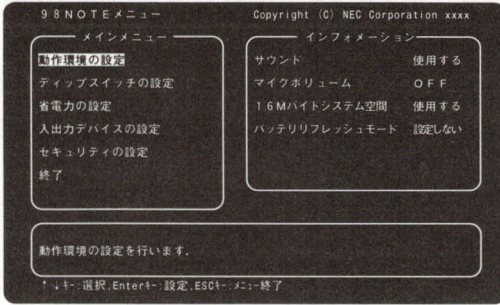 98NOTEメニュー
Copyright (C) NEC Corporation xxxx
メインメニュー
動作環境の設定
ディップスイッチの設定
省電力の設定
入出力デバイスの設定
セキュリティの設定
終了
インフォメーション
サウンド 使用する
マイクボリューム OFF
16Mバイトシステム空間 使用する
バッテリリフレッシュモード 設定しない
動作環境の設定を行います.
↑↓キー:選択,Enterキー:設定,ESCキー:メニュー終了